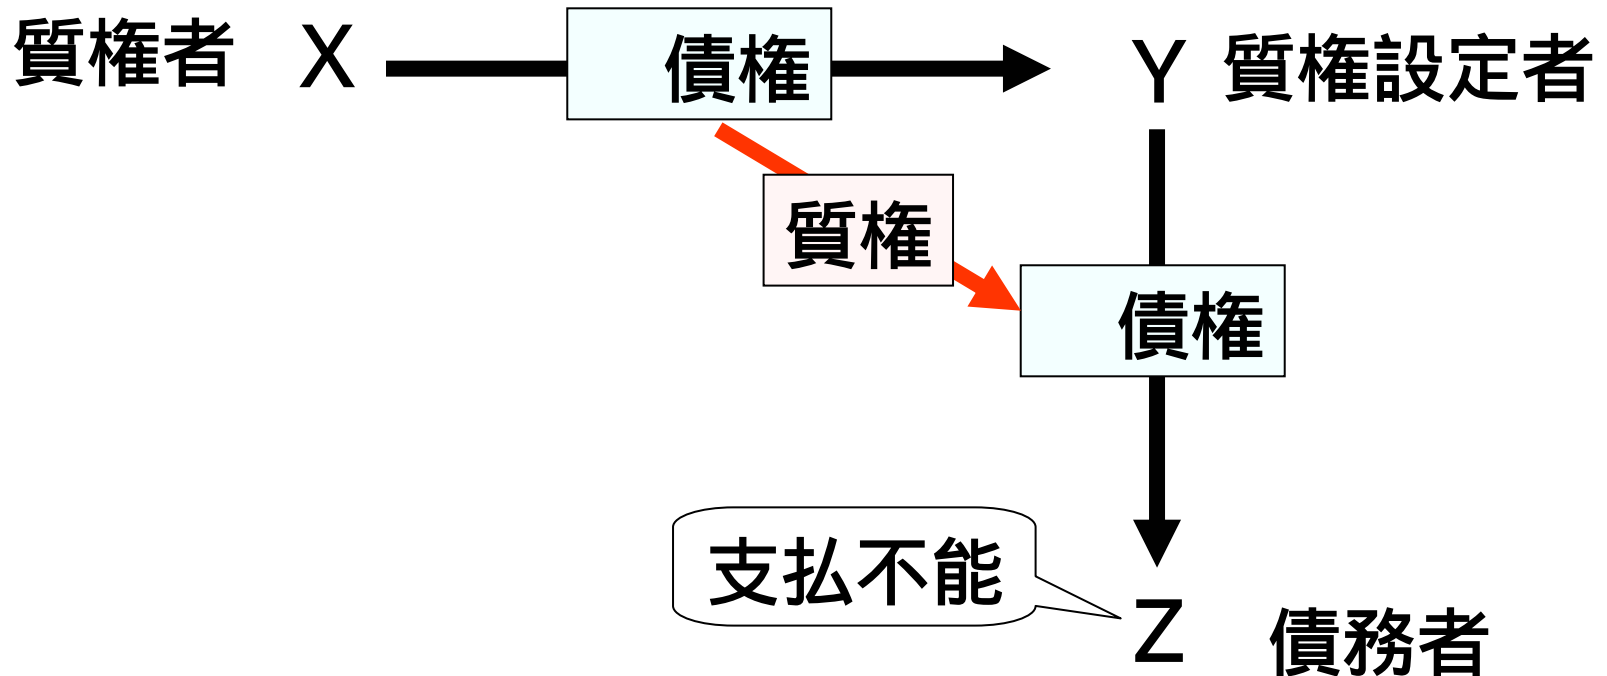 質権者 X
債権
Y 質権設定者
質権
債権
支払不能
Z 債務者